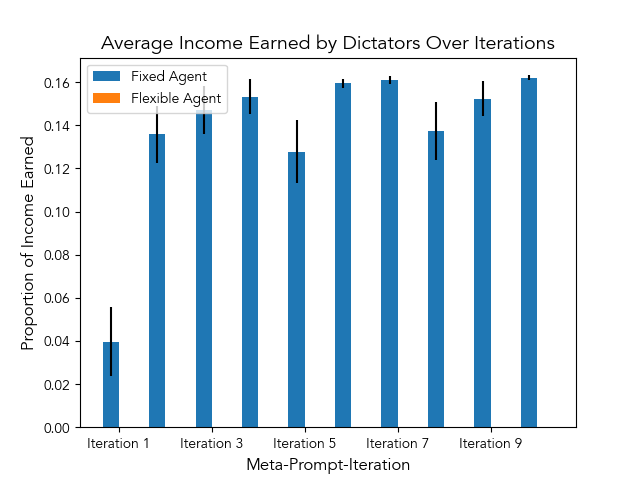 Average Income Earned by Dictators Over Iterations
Fixed Agent
Flexible Agent
Proportion of Income Earned
0.16
0.14
0.12
0.10
0.08
0.06
0.04
0.02
0.00
Iteration 1 Iteration 3 Iteration 5 Iteration 7 Iteration 9
Meta-Prompt-Iteration